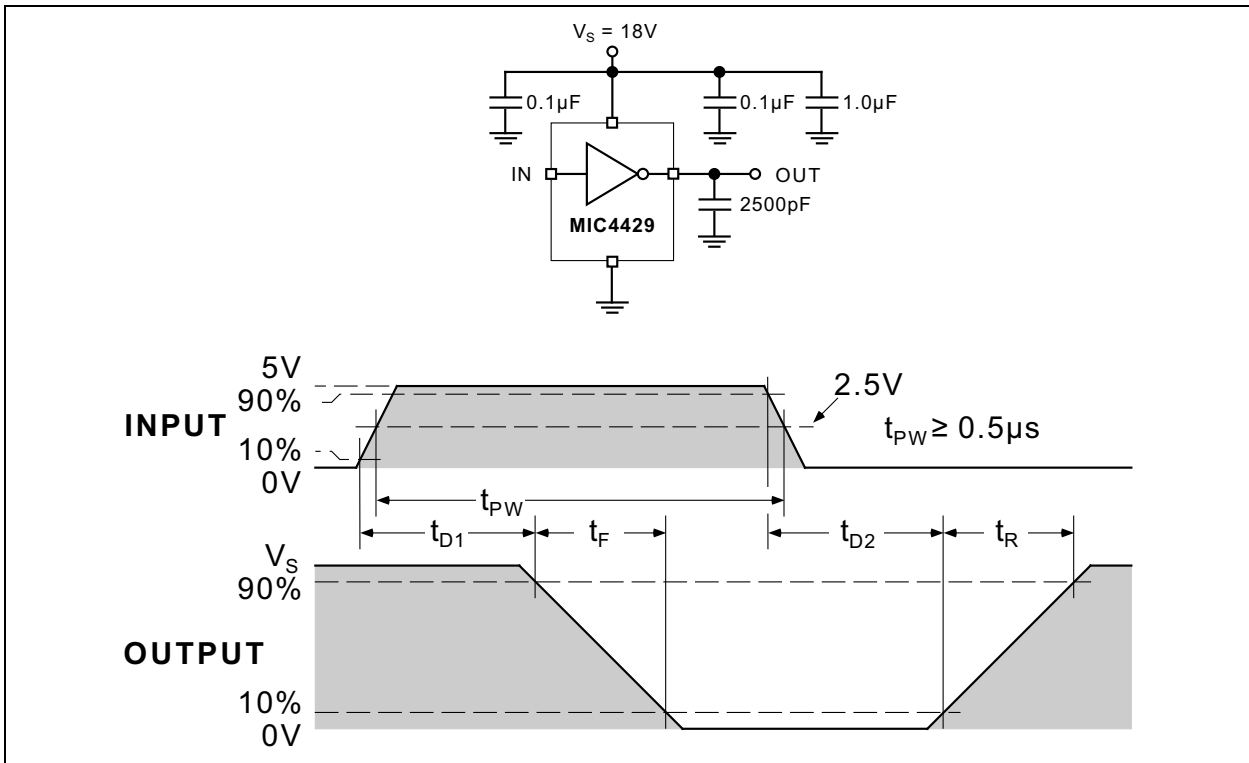 V_S = 18V
0.1µF
0.1µF
1.0µF
IN
OUT
2500pF
MIC4429
5V
90%
2.5V
INPUT
t_PW ≥ 0.5µs
10%
0V
t_PW
t_D1
t_F
t_D2
t_R
V_S
90%
OUTPUT
10%
0V